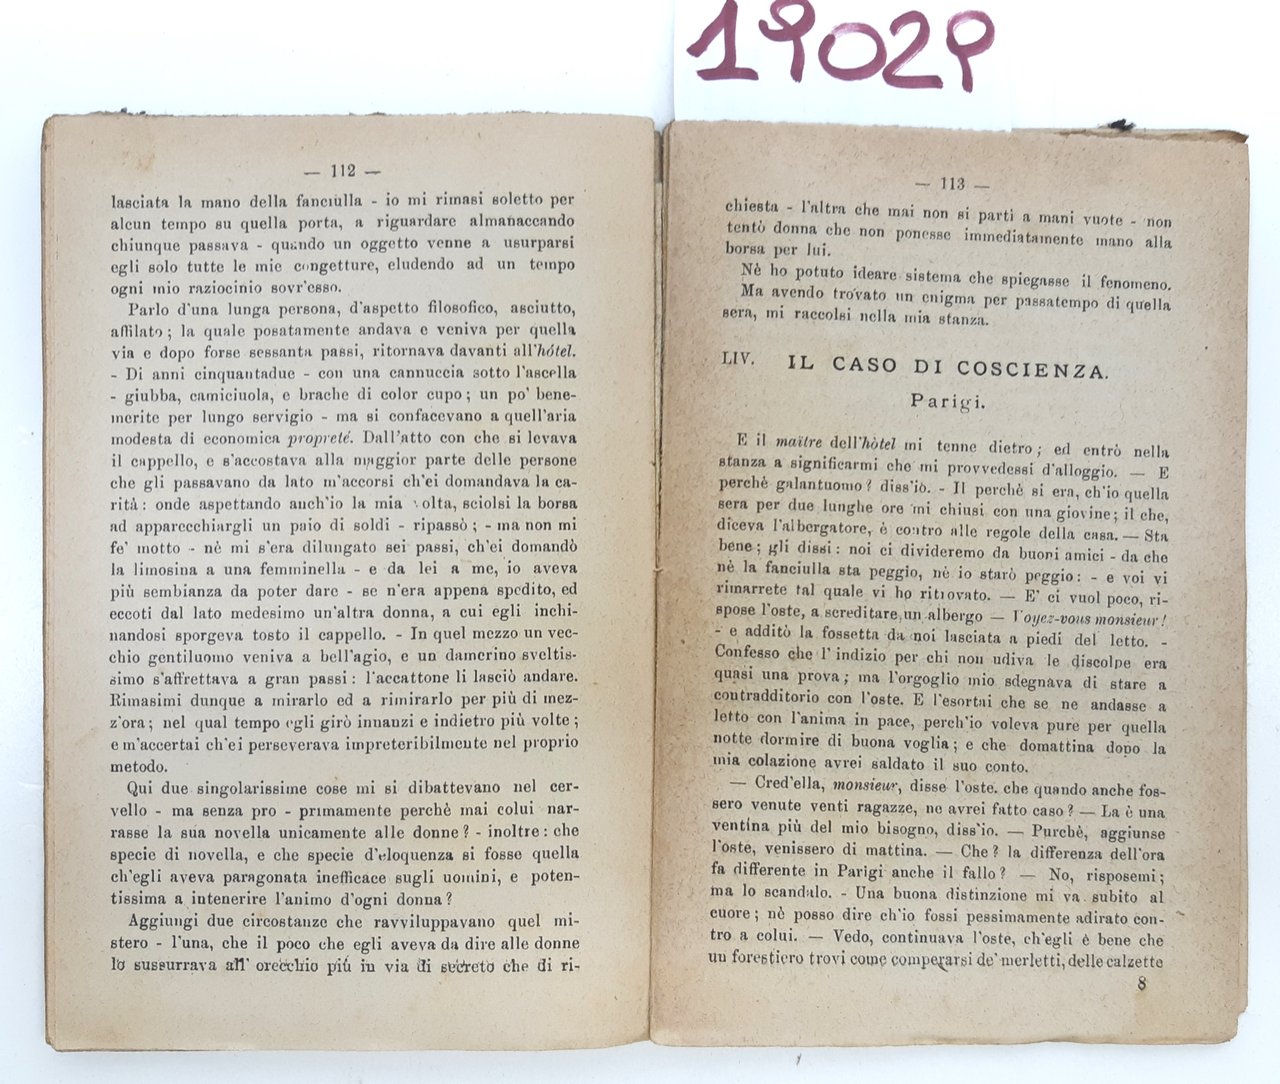 19029
— 112 —
lasciata la mano della fanciulla - io mi rimasi soletto per
alcun tempo su quella porta, a riguardare almanaccando
chiunque passava - quando un oggetto venne a usurparsi
egli solo tutte le mie congetture, eludendo ad un tempo
ogni mio raziocinio sovr'esso.
Parlo d'una lunga persona, d'aspetto filosofico, asciutto,
affilato; la quale posatamente andava e veniva per quella
via e dopo forse sessanta passi, ritornava davanti all'hótel.
- Di anni cinquantadue - con una cannuccia sotto l'ascella
- giubba, camiciuola, e brache di color cupo; un po' bene-
merite per lungo servigio - ma si confacevano a quell'aria
modesta di economica propreté. Dall'atto con che si levava
il cappello, e s'accostava alla maggior parte delle persone
che gli passavano da lato m'accorsi ch'ei domandava la ca-
rità: onde aspettando anch'io la mia volta, sciolsi la borsa
ad apparecchiargli un paio di soldi - ripassò; - ma non mi
fe' motto - nè mi s'era dilungato sei passi, ch'ei domandò
la limosina a una femminella - e da lei a me, io aveva
più sembianza da poter dare - se n'era appena spedito, ed
eccoti dal lato medesimo un'altra donna, a cui egli inchi-
nandosi sporgeva tosto il cappello. - In quel mezzo un vec-
chio gentiluomo veniva a bell'agio, e un damerino sveltis-
simo s'affrettava a gran passi: l'accattone li lasciò andare.
Rimasimi dunque a mirarlo ed a rimirarlo per più di mez-
z'ora; nel qual tempo egli girò innanzi e indietro più volte;
e m'accertai ch'ei perseverava impreteribilmente nel proprio
metodo.
Qui due singolarissime cose mi si dibattevano nel cer-
vello - ma senza pro - primamente perchè mai colui nar-
rasse la sua novella unicamente alle donne? - inoltre: che
specie di novella, e che specie d'eloquenza si fosse quella
ch'egli aveva paragonata inefficace sugli uomini, e poten-
tissima a intenerire l'animo d'ogni donna?
Aggiungi due circostanze che ravviluppavano quel mi-
stero - l'una, che il poco che egli aveva da dire alle donne
lo sussurrava all' orecchio più in via di secreto che di ri-
— 113 —
chiesta - l'altra che mai non si partì a mani vuote - non
tentò donna che non ponesse immediatamente mano alla
borsa per lui.
Nè ho potuto ideare sistema che spiegasse il fenomeno.
Ma avendo trovato un enigma per passatempo di quella
sera, mi raccolsi nella mia stanza.
LIV. IL CASO DI COSCIENZA.
Parigi.
E il maître dell'hòtel mi tenne dietro; ed entrò nella
stanza a significarmi che mi provvedessi d'alloggio. — E
perchè galantuomo? diss'iò. - Il perchè si era, ch'io quella
sera per due lunghe ore mi chiusi con una giovine; il che,
diceva l'albergatore, è contro alle regole della casa. — Sta
bene; gli dissi: noi ci divideremo da buoni amici - da che
nè la fanciulla sta peggio, nè io starò peggio: - e voi vi
rimarrete tal quale vi ho ritrovato. — E' ci vuol poco, ri-
spose l'oste, a screditare un albergo — Voyez-vous monsieur!
- e additò la fossetta da noi lasciata a piedi del letto. -
Confesso che l' indizio per chi non udiva le discolpe era
quasi una prova; ma l'orgoglio mio sdegnava di stare a
contradditorio con l'oste. E l'esortai che se ne andasse a
letto con l'anima in pace, perch'io voleva pure per quella
notte dormire di buona voglia; e che domattina dopo la
mia colazione avrei saldato il suo conto.
— Cred'ella, monsieur, disse l'oste. che quando anche fos-
sero venute venti ragazze, ne avrei fatto caso? — La è una
ventina più del mio bisogno, diss'io. — Purchè, aggiunse
l'oste, venissero di mattina. — Che? la differenza dell'ora
fa differente in Parigi anche il fallo? — No, risposemi;
ma lo scandalo. - Una buona distinzione mi va subito al
cuore; nè posso dire ch'io fossi pessimamente adirato con-
tro a colui. — Vedo, continuava l'oste, ch'egli è bene che
un forestiero trovi come comperarsi de' merletti, delle calzette
8